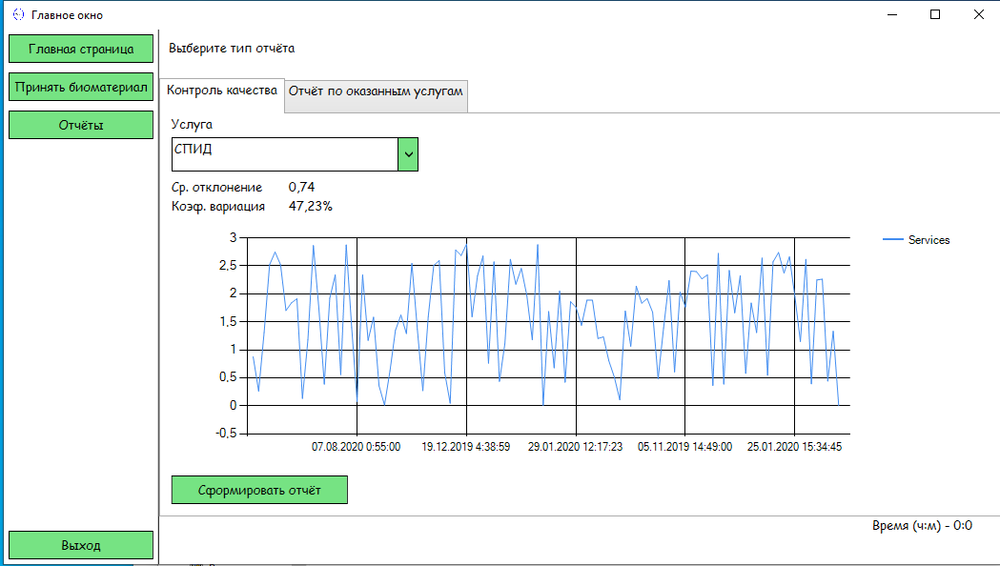 Главное окно
Главная страница
Выберите тип отчёта
Принять биоматериал
Контроль качества
Отчёт по оказанным услугам
Отчёты
Услуга
СПИД
Ср. отклонение 0,74
Коэф. вариация 47,23%
3
2,5
2
1,5
1
0,5
0
-0,5
Services
07.08.2020 0:55:00
19.12.2019 4:38:59
29.01.2020 12:17:23
05.11.2019 14:49:00
25.01.2020 15:34:45
Сформировать отчёт
Время (ч:м) - 0:0
Выход